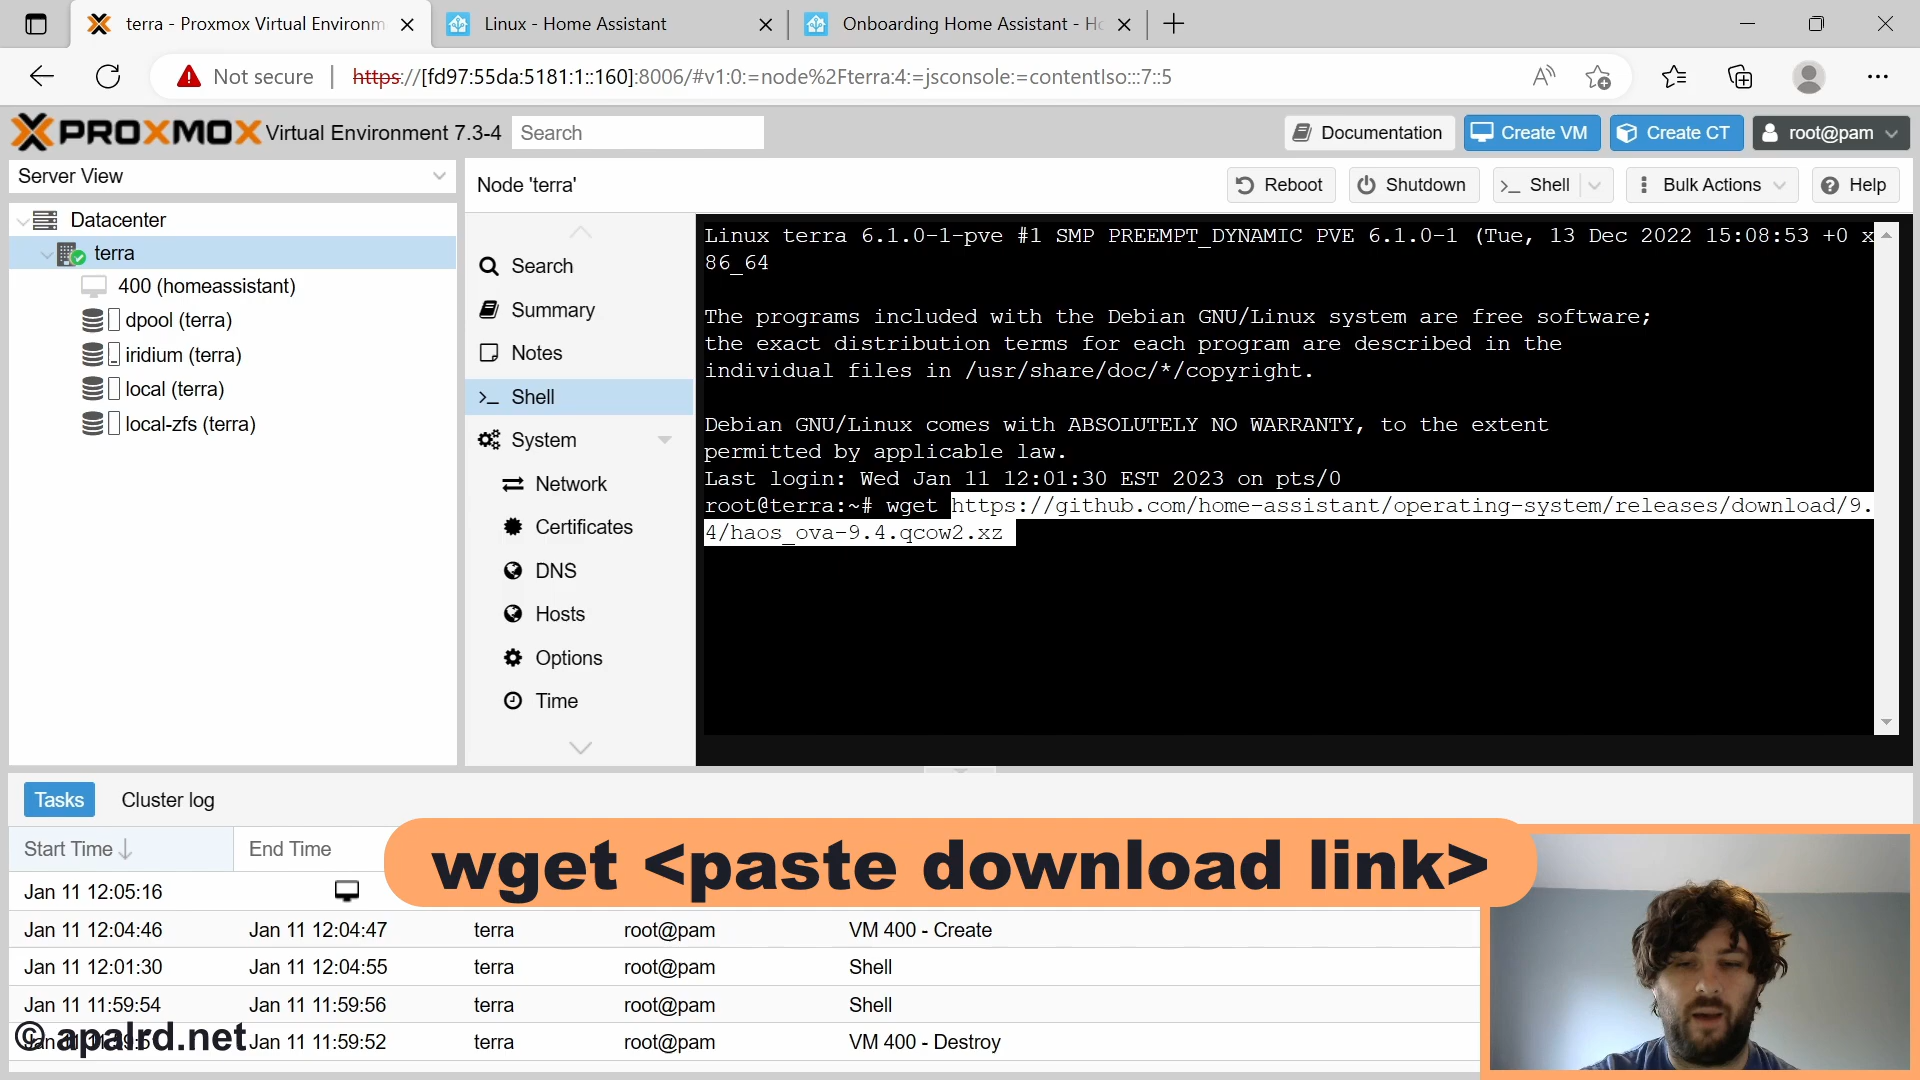 terra - Proxmox Virtual Environm
Linux - Home Assistant
Onboarding Home Assistant - Ho
Not secure
https://[fd97:55da:5181:1::160]:8006/#v1:0:=node%2Fterra:4:=jsconsole:=contentIso:::7::5
PROXMOX Virtual Environment 7.3-4
Search
Documentation
Create VM
Create CT
root@pam
Server View
Datacenter
terra
400 (homeassistant)
dpool (terra)
iridium (terra)
local (terra)
local-zfs (terra)
Node 'terra'
Reboot
Shutdown
Shell
Bulk Actions
Help
Search
Summary
Notes
Shell
System
Network
Certificates
DNS
Hosts
Options
Time
Linux terra 6.1.0-1-pve #1 SMP PREEMPT_DYNAMIC PVE 6.1.0-1 (Tue, 13 Dec 2022 15:08:53 +0 x
86_64
The programs included with the Debian GNU/Linux system are free software;
the exact distribution terms for each program are described in the
individual files in /usr/share/doc/*/copyright.
Debian GNU/Linux comes with ABSOLUTELY NO WARRANTY, to the extent
permitted by applicable law.
Last login: Wed Jan 11 12:01:30 EST 2023 on pts/0
root@terra:~# wget https://github.com/home-assistant/operating-system/releases/download/9.
4/haos_ova-9.4.qcow2.xz
Tasks
Cluster log
Start Time
End Time
wget <paste download link>
Jan 11 12:05:16
Jan 11 12:04:46 Jan 11 12:04:47 terra root@pam VM 400 - Create
Jan 11 12:01:30 Jan 11 12:04:55 terra root@pam Shell
Jan 11 11:59:54 Jan 11 11:59:56 terra root@pam Shell
Jan 11 11:59:52 terra root@pam VM 400 - Destroy
© apalrd.net